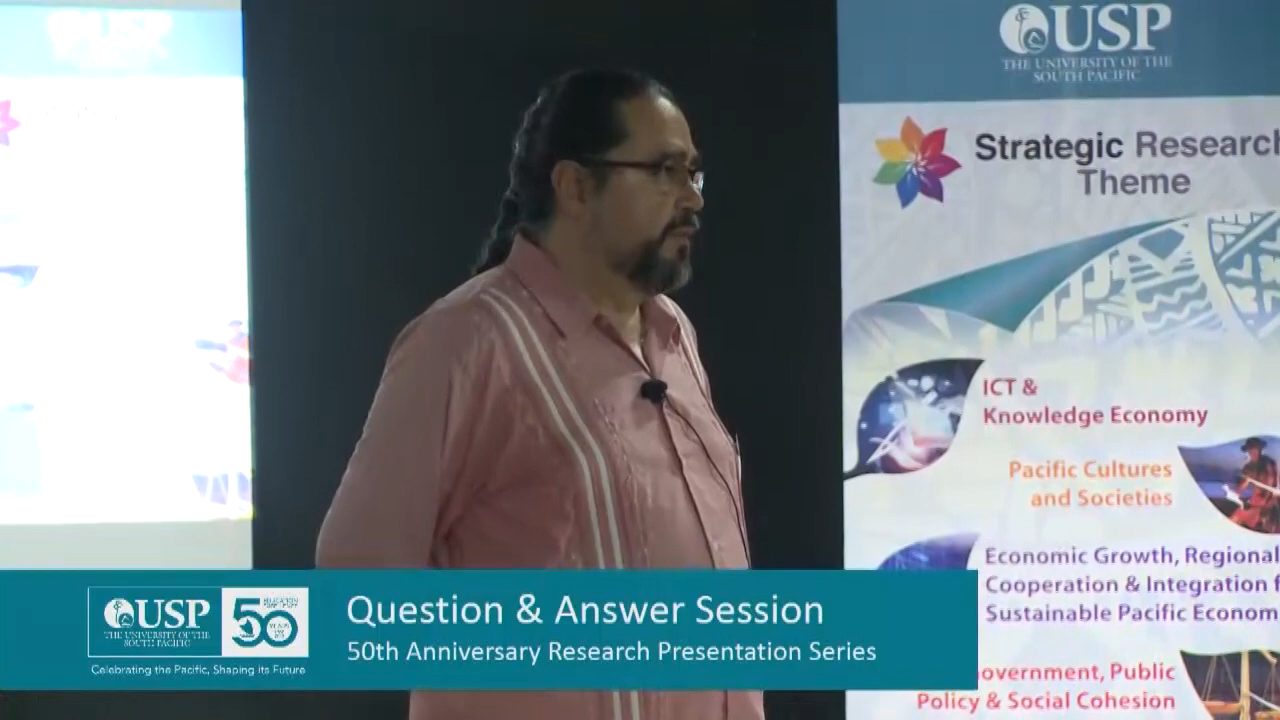 USP
THE UNIVERSITY OF THE
SOUTH PACIFIC
Strategic Research
Theme
ICT &
Knowledge Economy
Pacific Cultures
and Societies
Economic Growth, Regional
Cooperation & Integration f
Sustainable Pacific Econom
overnment, Public
Policy & Social Cohesion
USP
THE UNIVERSITY OF THE
SOUTH PACIFIC
50
Celebrating the Pacific, Shaping its Future
Question & Answer Session
50th Anniversary Research Presentation Series